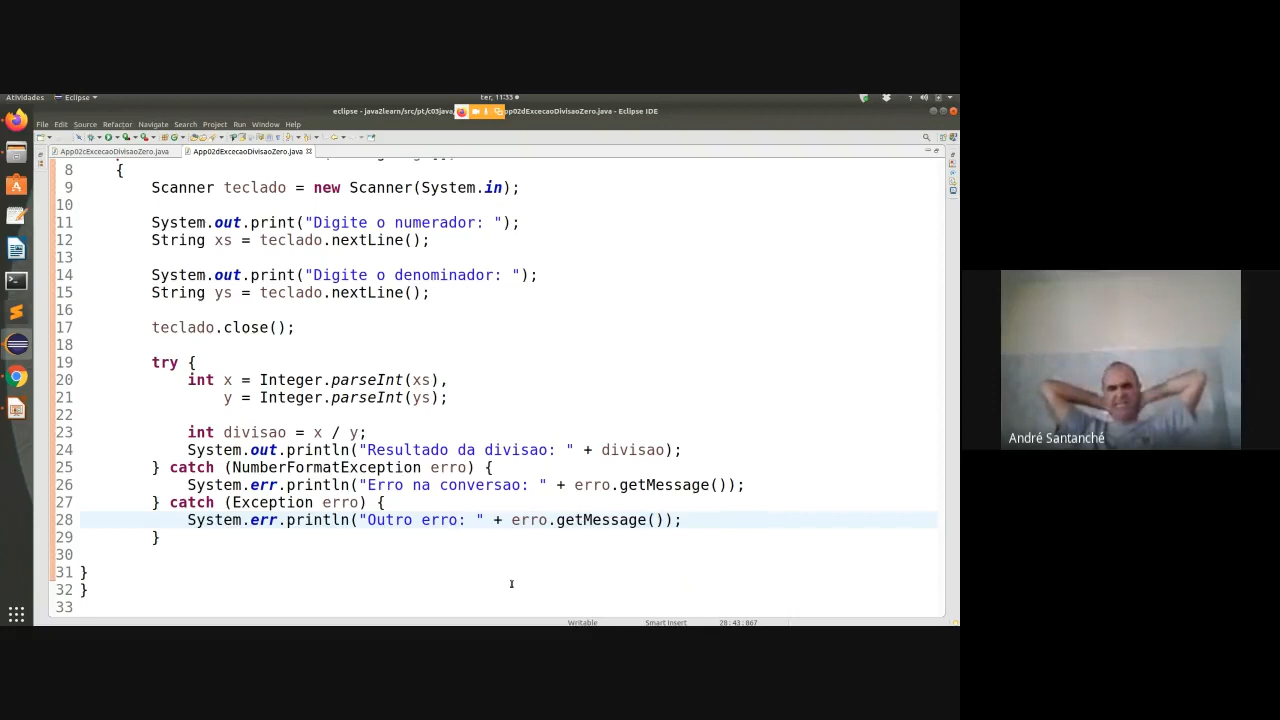 Atividades
Eclipse
ter, 11:33
eclipse - java2learn/src/pt/c03java
App02dExcecaoDivisaoZero.java - Eclipse IDE
File Edit Source Refactor Navigate Search Project Run Window Help
App02cExcecaoDivisaoZero.java
App02dExcecaoDivisaoZero.java
8 {
9 Scanner teclado = new Scanner(System.in);
10
11 System.out.print("Digite o numerador: ");
12 String xs = teclado.nextLine();
13
14 System.out.print("Digite o denominador: ");
15 String ys = teclado.nextLine();
16
17 teclado.close();
18
19 try {
20 int x = Integer.parseInt(xs),
21 y = Integer.parseInt(ys);
22
23 int divisao = x / y;
24 System.out.println("Resultado da divisao: " + divisao);
25 } catch (NumberFormatException erro) {
26 System.err.println("Erro na conversao: " + erro.getMessage());
27 } catch (Exception erro) {
28 System.err.println("Outro erro: " + erro.getMessage());
29 }
30
31 }
32 }
33
Writable
Smart Insert
28:43:867
André Santanchè